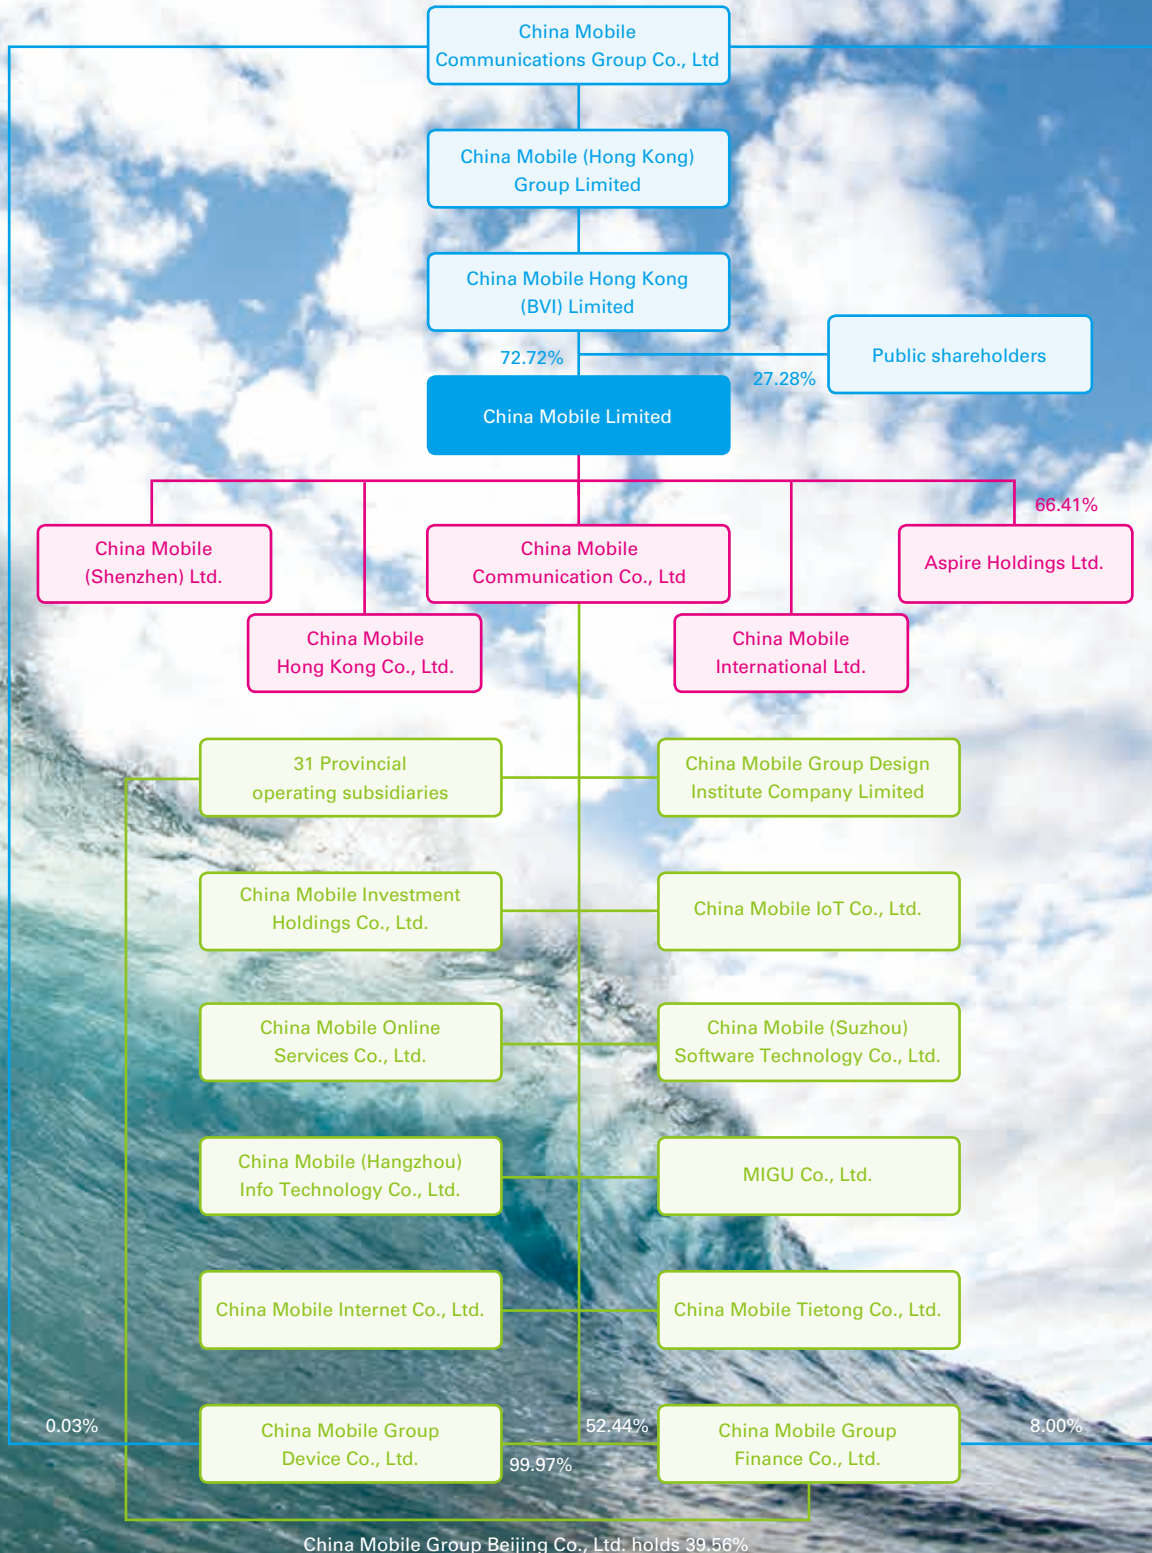 China Mobile
Communications Group Co., Ltd
China Mobile (Hong Kong)
Group Limited
China Mobile Hong Kong
(BVI) Limited
72.72%
Public shareholders
27.28%
China Mobile Limited
66.41%
China Mobile
(Shenzhen) Ltd.
China Mobile
Communication Co., Ltd
Aspire Holdings Ltd.
China Mobile
Hong Kong Co., Ltd.
China Mobile
International Ltd.
31 Provincial
operating subsidiaries
China Mobile Group Design
Institute Company Limited
China Mobile Investment
Holdings Co., Ltd.
China Mobile IoT Co., Ltd.
China Mobile Online
Services Co., Ltd.
China Mobile (Suzhou)
Software Technology Co., Ltd.
China Mobile (Hangzhou)
Info Technology Co., Ltd.
MIGU Co., Ltd.
China Mobile Internet Co., Ltd.
China Mobile Tietong Co., Ltd.
0.03%
China Mobile Group
Device Co., Ltd.
99.97%
52.44%
China Mobile Group
Finance Co., Ltd.
8.00%
China Mobile Group Beijing Co., Ltd. holds 39.56%